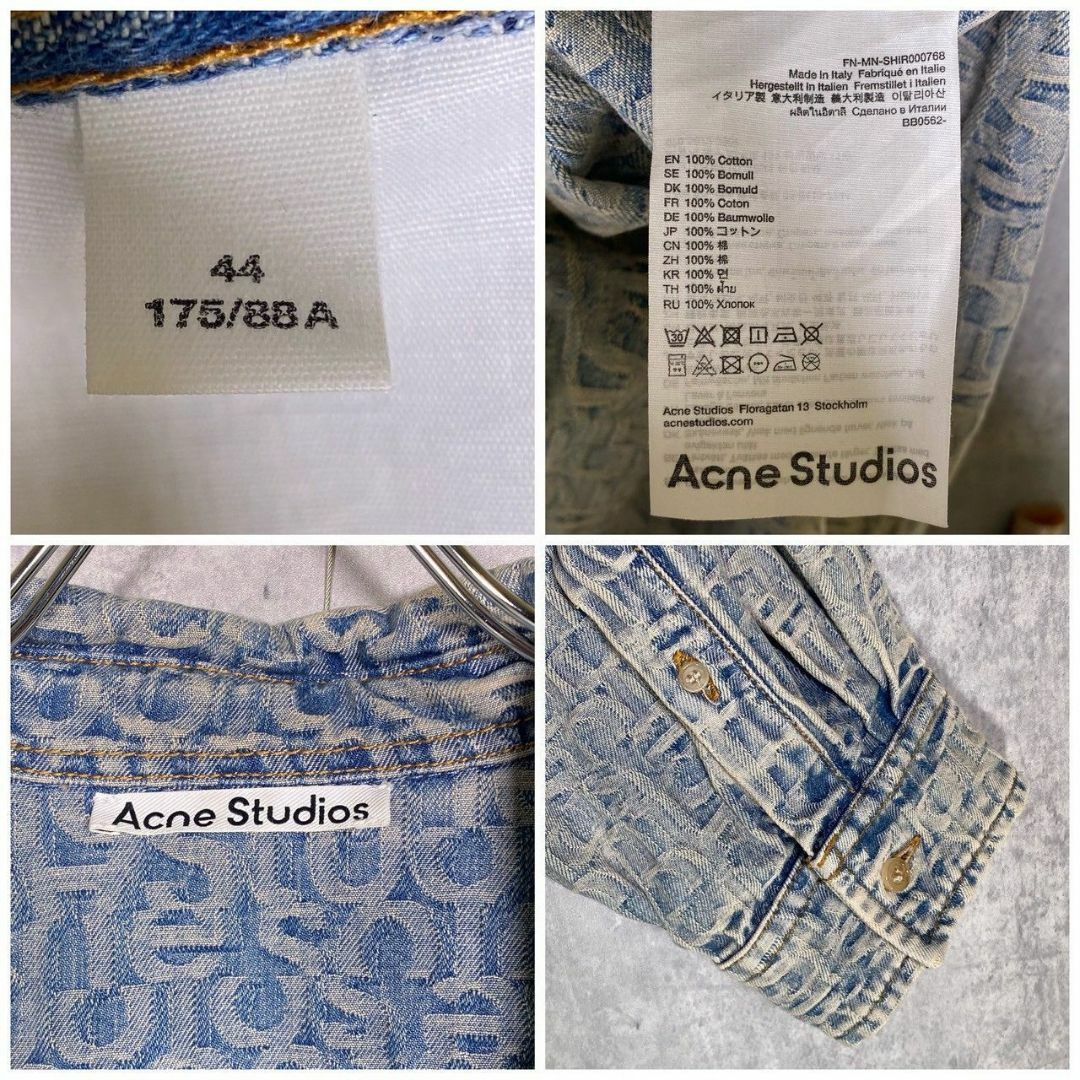 44
175/88A
FN-MN-SHIR000768
Made in Italy Fabriqué en Italie
Hergestellt in Italien Fremstillet i Italien
イタリア製 意大利制造 義大利製造 이탈리아산
ผลิตในอิตาลี Сделано в Италии
BB0562-
EN 100% Cotton
SE 100% Bomull
DK 100% Bomuld
FR 100% Coton
DE 100% Baumwolle
JP 100% コットン
CN 100% 棉
ZH 100% 棉
KR 100% 면
TH 100% ฝ้าย
RU 100% Хлопок
30
Acne Studios Floragatan 13 Stockholm
acnestudios.com
Acne Studios
Acne Studios